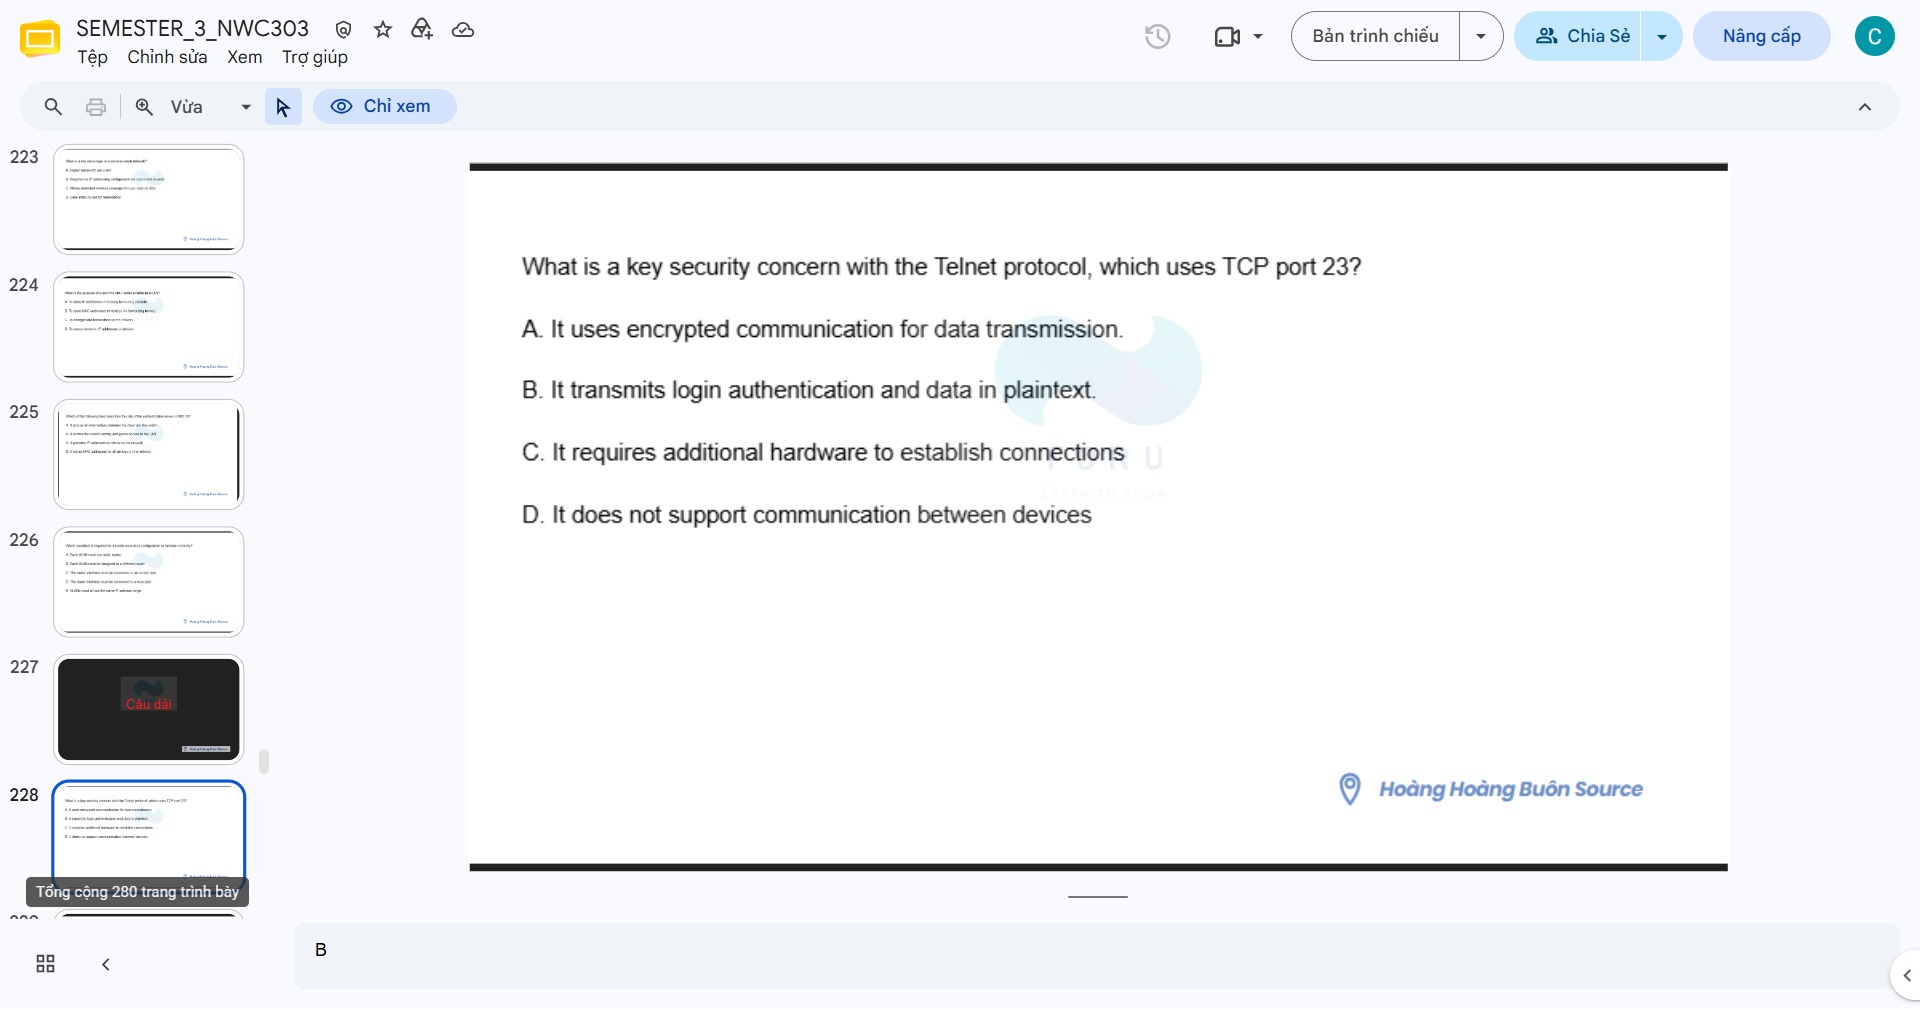 SEMESTER_3_NWC303
Tệp Chỉnh sửa Xem Trợ giúp
Bản trình chiếu
Chia Sẻ
Nâng cấp
C
Vừa
Chỉ xem
223
224
225
226
227
Câu dài
228
Tổng cộng 280 trang trình bày
What is a key security concern with the Telnet protocol, which uses TCP port 23?
A. It uses encrypted communication for data transmission.
B. It transmits login authentication and data in plaintext.
C. It requires additional hardware to establish connections
D. It does not support communication between devices
LEARN TO KNOW
Hoàng Hoàng Buôn Source
B